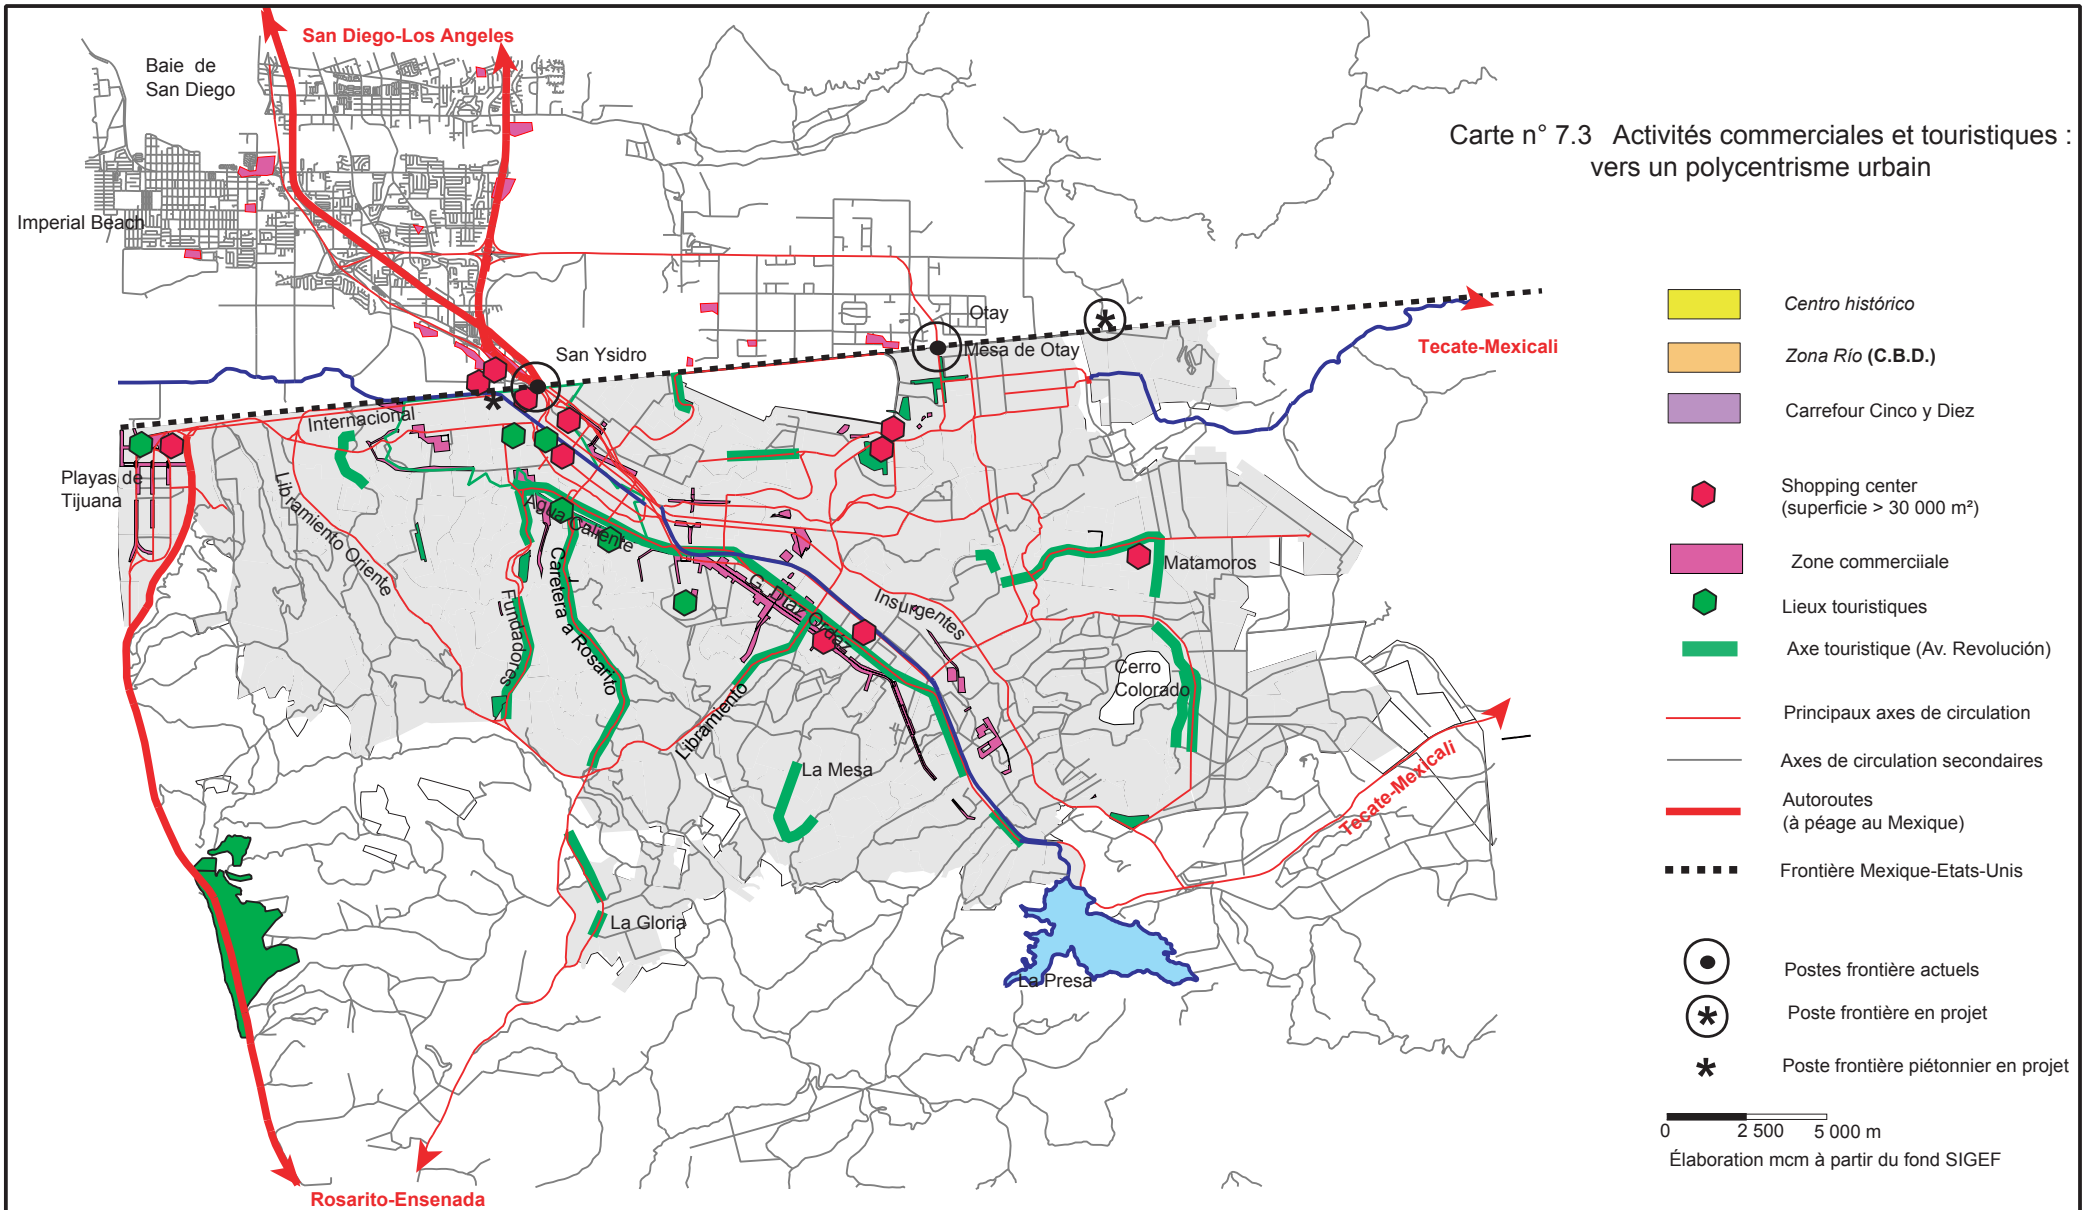 San Diego-Los Angeles
Baie de
San Diego
Imperial Beach
Carte n° 7.3 Activités commerciales et touristiques :
vers un polycentrisme urbain
Otay
Mesa de Otay
San Ysidro
Tecate-Mexicali
Internacional
Playas de
Tijuana
Libramiento Oriente
Agua Caliente
Caretera a Rosarito
Fundadores
G. Díaz Ordáz
Insurgentes
Matamoros
Cerro
Colorado
Libramiento
La Mesa
Tecate-Mexicali
La Gloria
La Presa
Rosarito-Ensenada
Centro histórico
Zona Río (C.B.D.)
Carrefour Cinco y Diez
Shopping center
(superficie > 30 000 m²)
Zone commerciiale
Lieux touristiques
Axe touristique (Av. Revolución)
Principaux axes de circulation
Axes de circulation secondaires
Autoroutes
(à péage au Mexique)
Frontière Mexique-Etats-Unis
Postes frontière actuels
Poste frontière en projet
Poste frontière piétonnier en projet
0 2 500 5 000 m
Élaboration mcm à partir du fond SIGEF